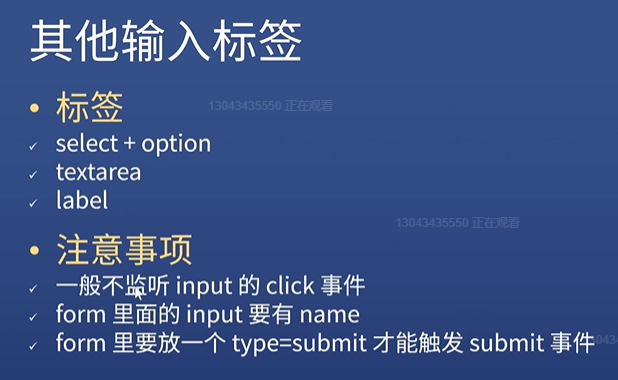 其他输入标签
• 标签
13043435550 正在观看
✓ select + option
✓ textarea
✓ label
13043435550 正在观看
• 注意事项
✓ 一般不监听 input 的 click 事件
✓ form 里面的 input 要有 name
✓ form 里要放一个 type=submit 才能触发 submit 事件